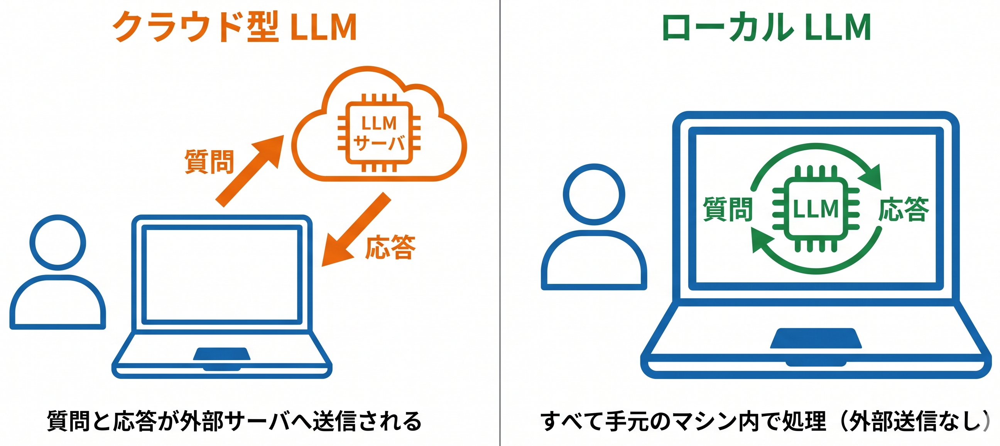 クラウド型 LLM
LLM
サーバ
質問
応答
質問と応答が外部サーバへ送信される
ローカル LLM
質問
LLM
応答
すべて手元のマシン内で処理（外部送信なし）